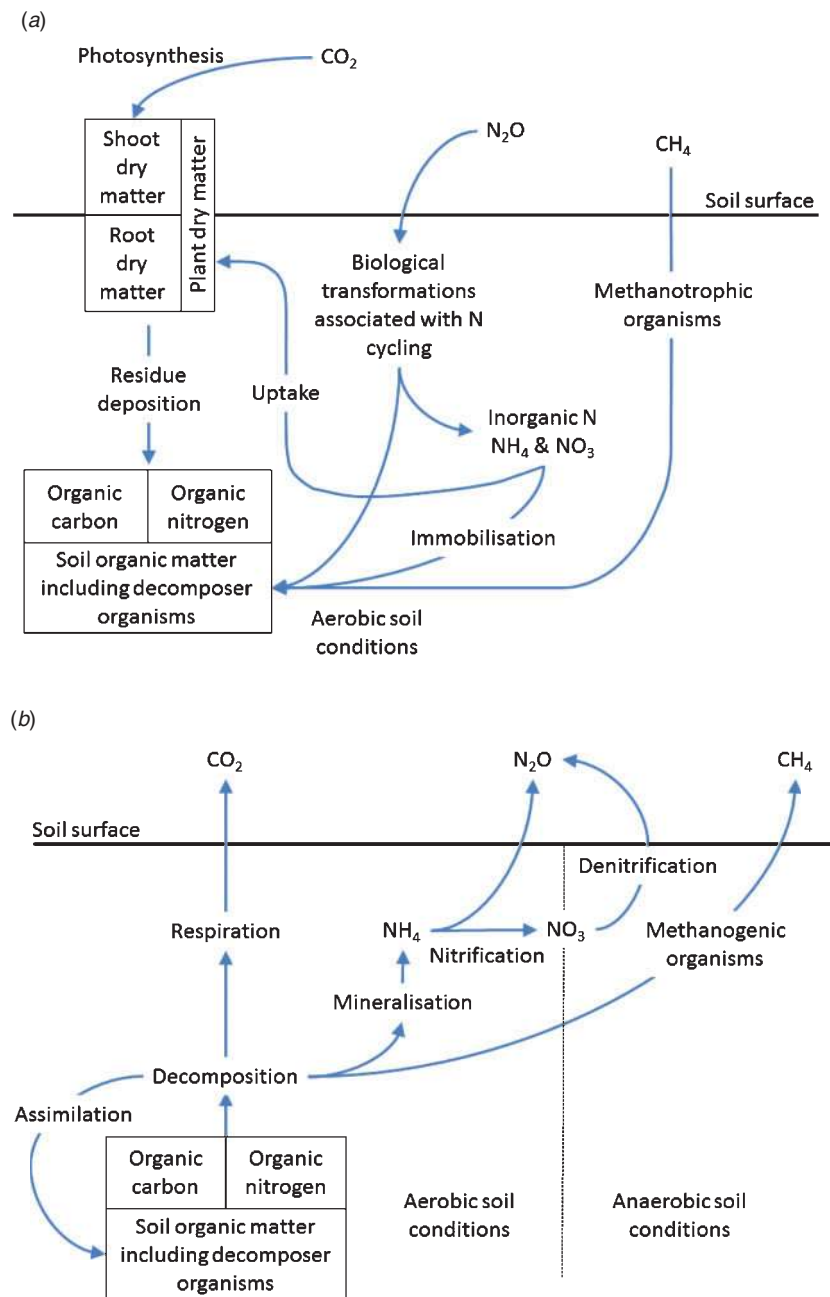 (a)
Photosynthesis
CO₂
Shoot
dry
matter
Plant dry matter
N₂O
CH₄
Soil surface
Root
dry
matter
Biological
transformations
associated with N
cycling
Methanotrophic
organisms
Residue
deposition
Uptake
Inorganic N
NH₄ & NO₃
Organic
carbon
Organic
nitrogen
Immobilisation
Soil organic matter
including decomposer
organisms
Aerobic soil
conditions
(b)
CO₂
N₂O
CH₄
Soil surface
Denitrification
Respiration
NH₄
Nitrification
NO₃
Methanogenic
organisms
Mineralisation
Decomposition
Assimilation
Organic
carbon
Organic
nitrogen
Soil organic matter
including decomposer
organisms
Aerobic soil
conditions
Anaerobic soil
conditions